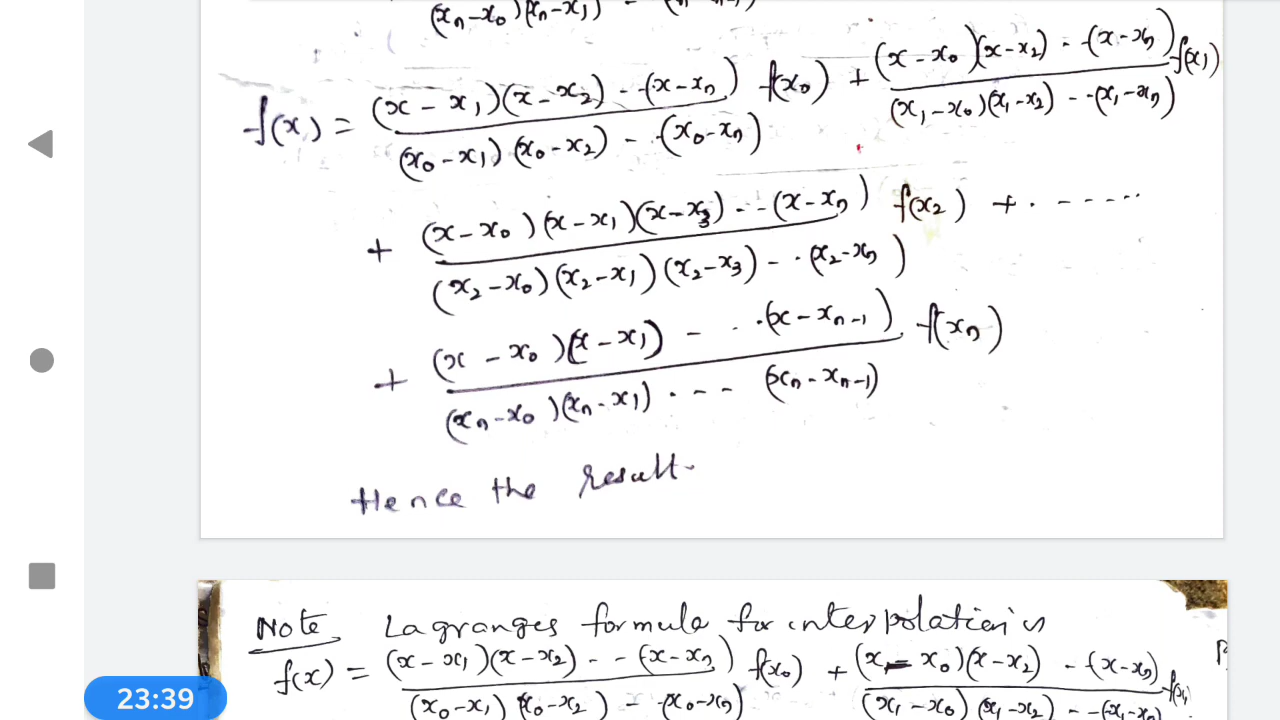 (xn-x0)(xn-x1) - (
f(x) = (x - x1)(x - x2) - -(x-xn) f(x0) + (x - x0)(x-x2) - -(x-xn) f(x1)
(x0-x1)(x0-x2) - -(x0-xn) (x1-x0)(x1-x2) - -(x1-xn)
+ (x-x0)(x-x1)(x-x3) - -(x-xn) f(x2) + . - - - - ..
(x2-x0)(x2-x1)(x2-x3) - .(x2-xn)
+ (x - x0)(x-x1) - - .(x-xn-1) f(xn)
(xn-x0)(xn-x1) . - - (xn-xn-1)
Hence the result.
Note Lagranges formula for interpolation is
f(x) = (x-x1)(x-x2) - -(x-xn) f(x0) + (x - x0)(x-x2) - -(x-xn) f(x1)
(x0-x1)(x0-x2) - -(x0-xn) (x1-x0)(x1-x2) - -(x1-xn)
23:39